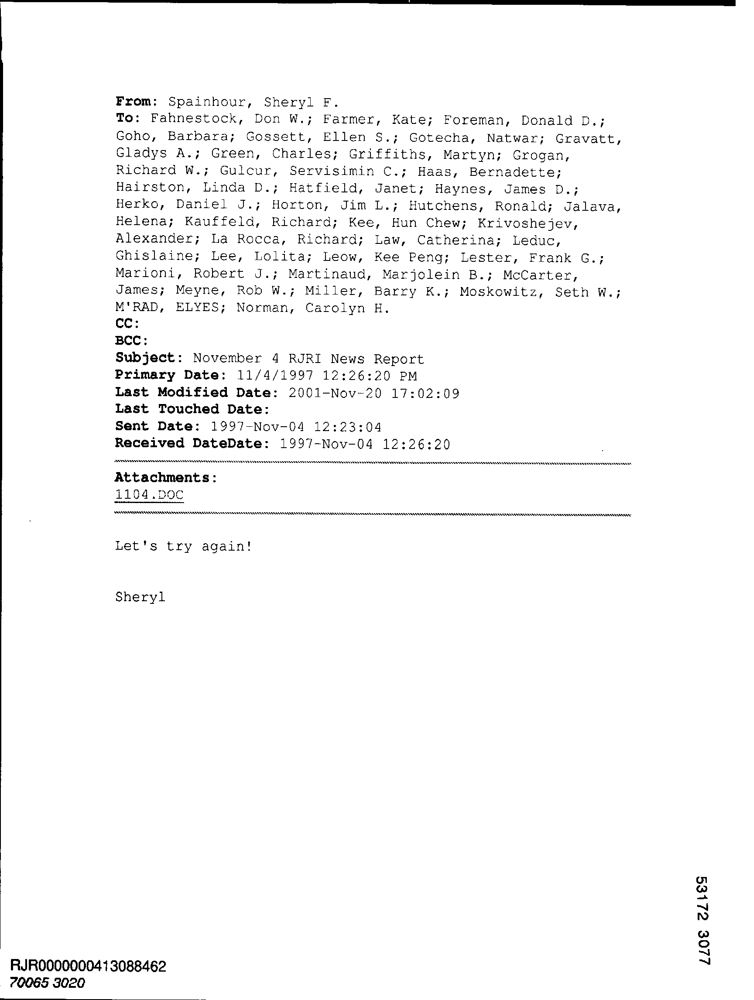 From: Spainhour, Sheryl F.
To: Fahnestock, Don W.; Farmer, Kate; Foreman, Donald D.;
Goho, Barbara; Gossett, Ellen S.; Gotecha, Natwar; Gravatt,
Gladys A.; Green, Charles; Griffiths, Martyn; Grogan,
Richard W.; Gulcur, Servisimin C.; Haas, Bernadette;
Hairston, Linda D.; Hatfield, Janet; Haynes, James D.;
Herko, Daniel J.; Horton, Jim L.; Hutchens, Ronald; Jalava,
Helena; Kauffeld, Richard; Kee, Hun Chew; Krivoshejev,
Alexander; La Rocca, Richard; Law, Catherina; Leduc,
Ghislaine; Lee, Lolita; Leow, Kee Peng; Lester, Frank G.;
Marioni, Robert J.; Martinaud, Marjolein B.; McCarter,
James; Meyne, Rob W.; Miller, Barry K.; Moskowitz, Seth W.;
M'RAD, ELYES; Norman, Carolyn H.
CC:
BCC:
Subject: November 4 RJRI News Report
Primary Date: 11/4/1997 12:26:20 PM
Last Modified Date: 2001-Nov-20 17:02:09
Last Touched Date:
Sent Date: 1997-Nov-04 12:23:04
Received DateDate: 1997-Nov-04 12:26:20
Attachments:
1104.DOC
Let's try again!
Sheryl
53172 3077
RJR0000000413088462
70065 3020